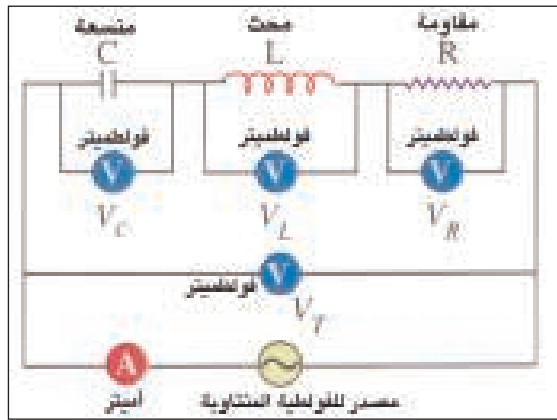 متسعة
محث
مقاومة
C
L
R
فولطميتر
فولطميتر
فولطميتر
V
V
V
V_C
V_L
V_R
فولطميتر
V
V_T
A
أميتر
مصدر للفولطية المتناوبة